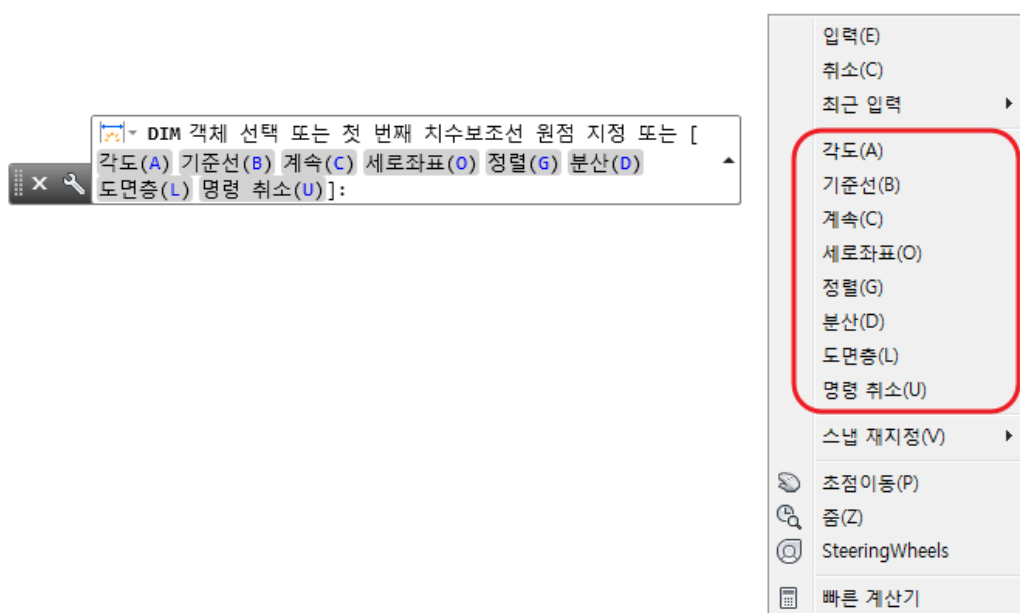 DIM 객체 선택 또는 첫 번째 치수보조선 원점 지정 또는 [
각도(A) 기준선(B) 계속(C) 세로좌표(O) 정렬(G) 분산(D)
도면층(L) 명령 취소(U)]:
입력(E)
취소(C)
최근 입력
각도(A)
기준선(B)
계속(C)
세로좌표(O)
정렬(G)
분산(D)
도면층(L)
명령 취소(U)
스냅 재지정(V)
초점이동(P)
줌(Z)
SteeringWheels
빠른 계산기